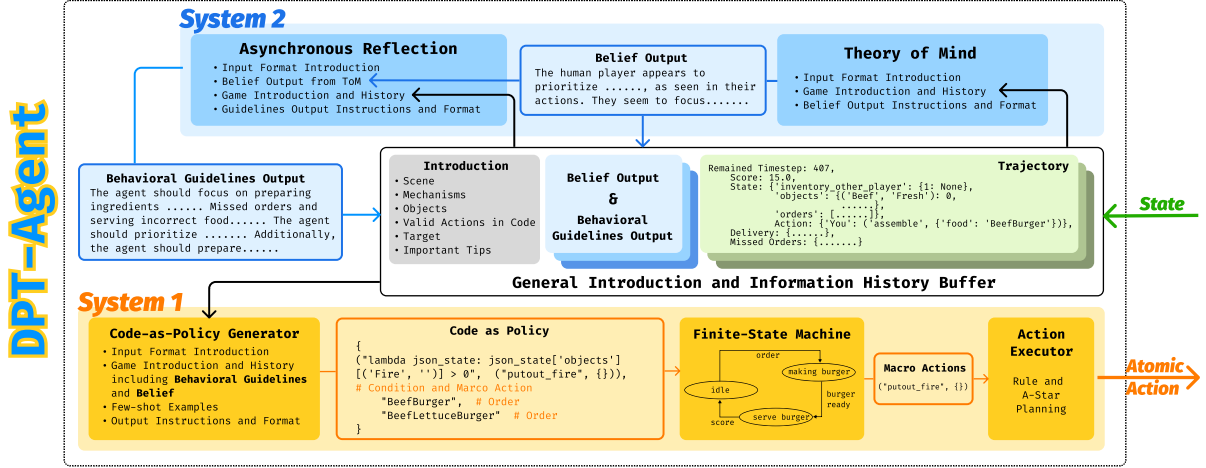 DPT-Agent
System 2
Asynchronous Reflection
• Input Format Introduction
• Belief Output from ToM
• Game Introduction and History
• Guidelines Output Instructions and Format
Belief Output
The human player appears to
prioritize ......, as seen in their
actions. They seem to focus.......
Theory of Mind
• Input Format Introduction
• Game Introduction and History
• Belief Output Instructions and Format
Behavioral Guidelines Output
The agent should focus on preparing
ingredients ...... Missed orders and
serving incorrect food...... The agent
should prioritize ....... Additionally,
the agent should prepare......
Introduction
• Scene
• Mechanisms
• Objects
• Valid Actions in Code
• Target
• Important Tips
Belief Output
&
Behavioral
Guidelines Output
Trajectory
Remained Timestep: 407,
Score: 15.0,
State: {'inventory_other_player': {1: None},
'objects': {('Beef', 'Fresh'): 0,
......},
'orders': [......]},
Action: {'You': ('assemble', {'food': 'BeefBurger'})},
Delivery: {......},
Missed Orders: {.......}
General Introduction and Information History Buffer
State
System 1
Code-as-Policy Generator
• Input Format Introduction
• Game Introduction and History
including Behavioral Guidelines
and Belief
• Few-shot Examples
• Output Instructions and Format
Code as Policy
{
("lambda json_state: json_state['objects']
[('Fire', '')] > 0", ("putout_fire", {})),
# Condition and Marco Action
"BeefBurger", # Order
"BeefLettuceBurger" # Order
}
Finite-State Machine
order
making burger
idle
burger
ready
serve burger
score
Macro Actions
("putout_fire", {})
Action
Executor
Rule and
A-Star
Planning
Atomic
Action